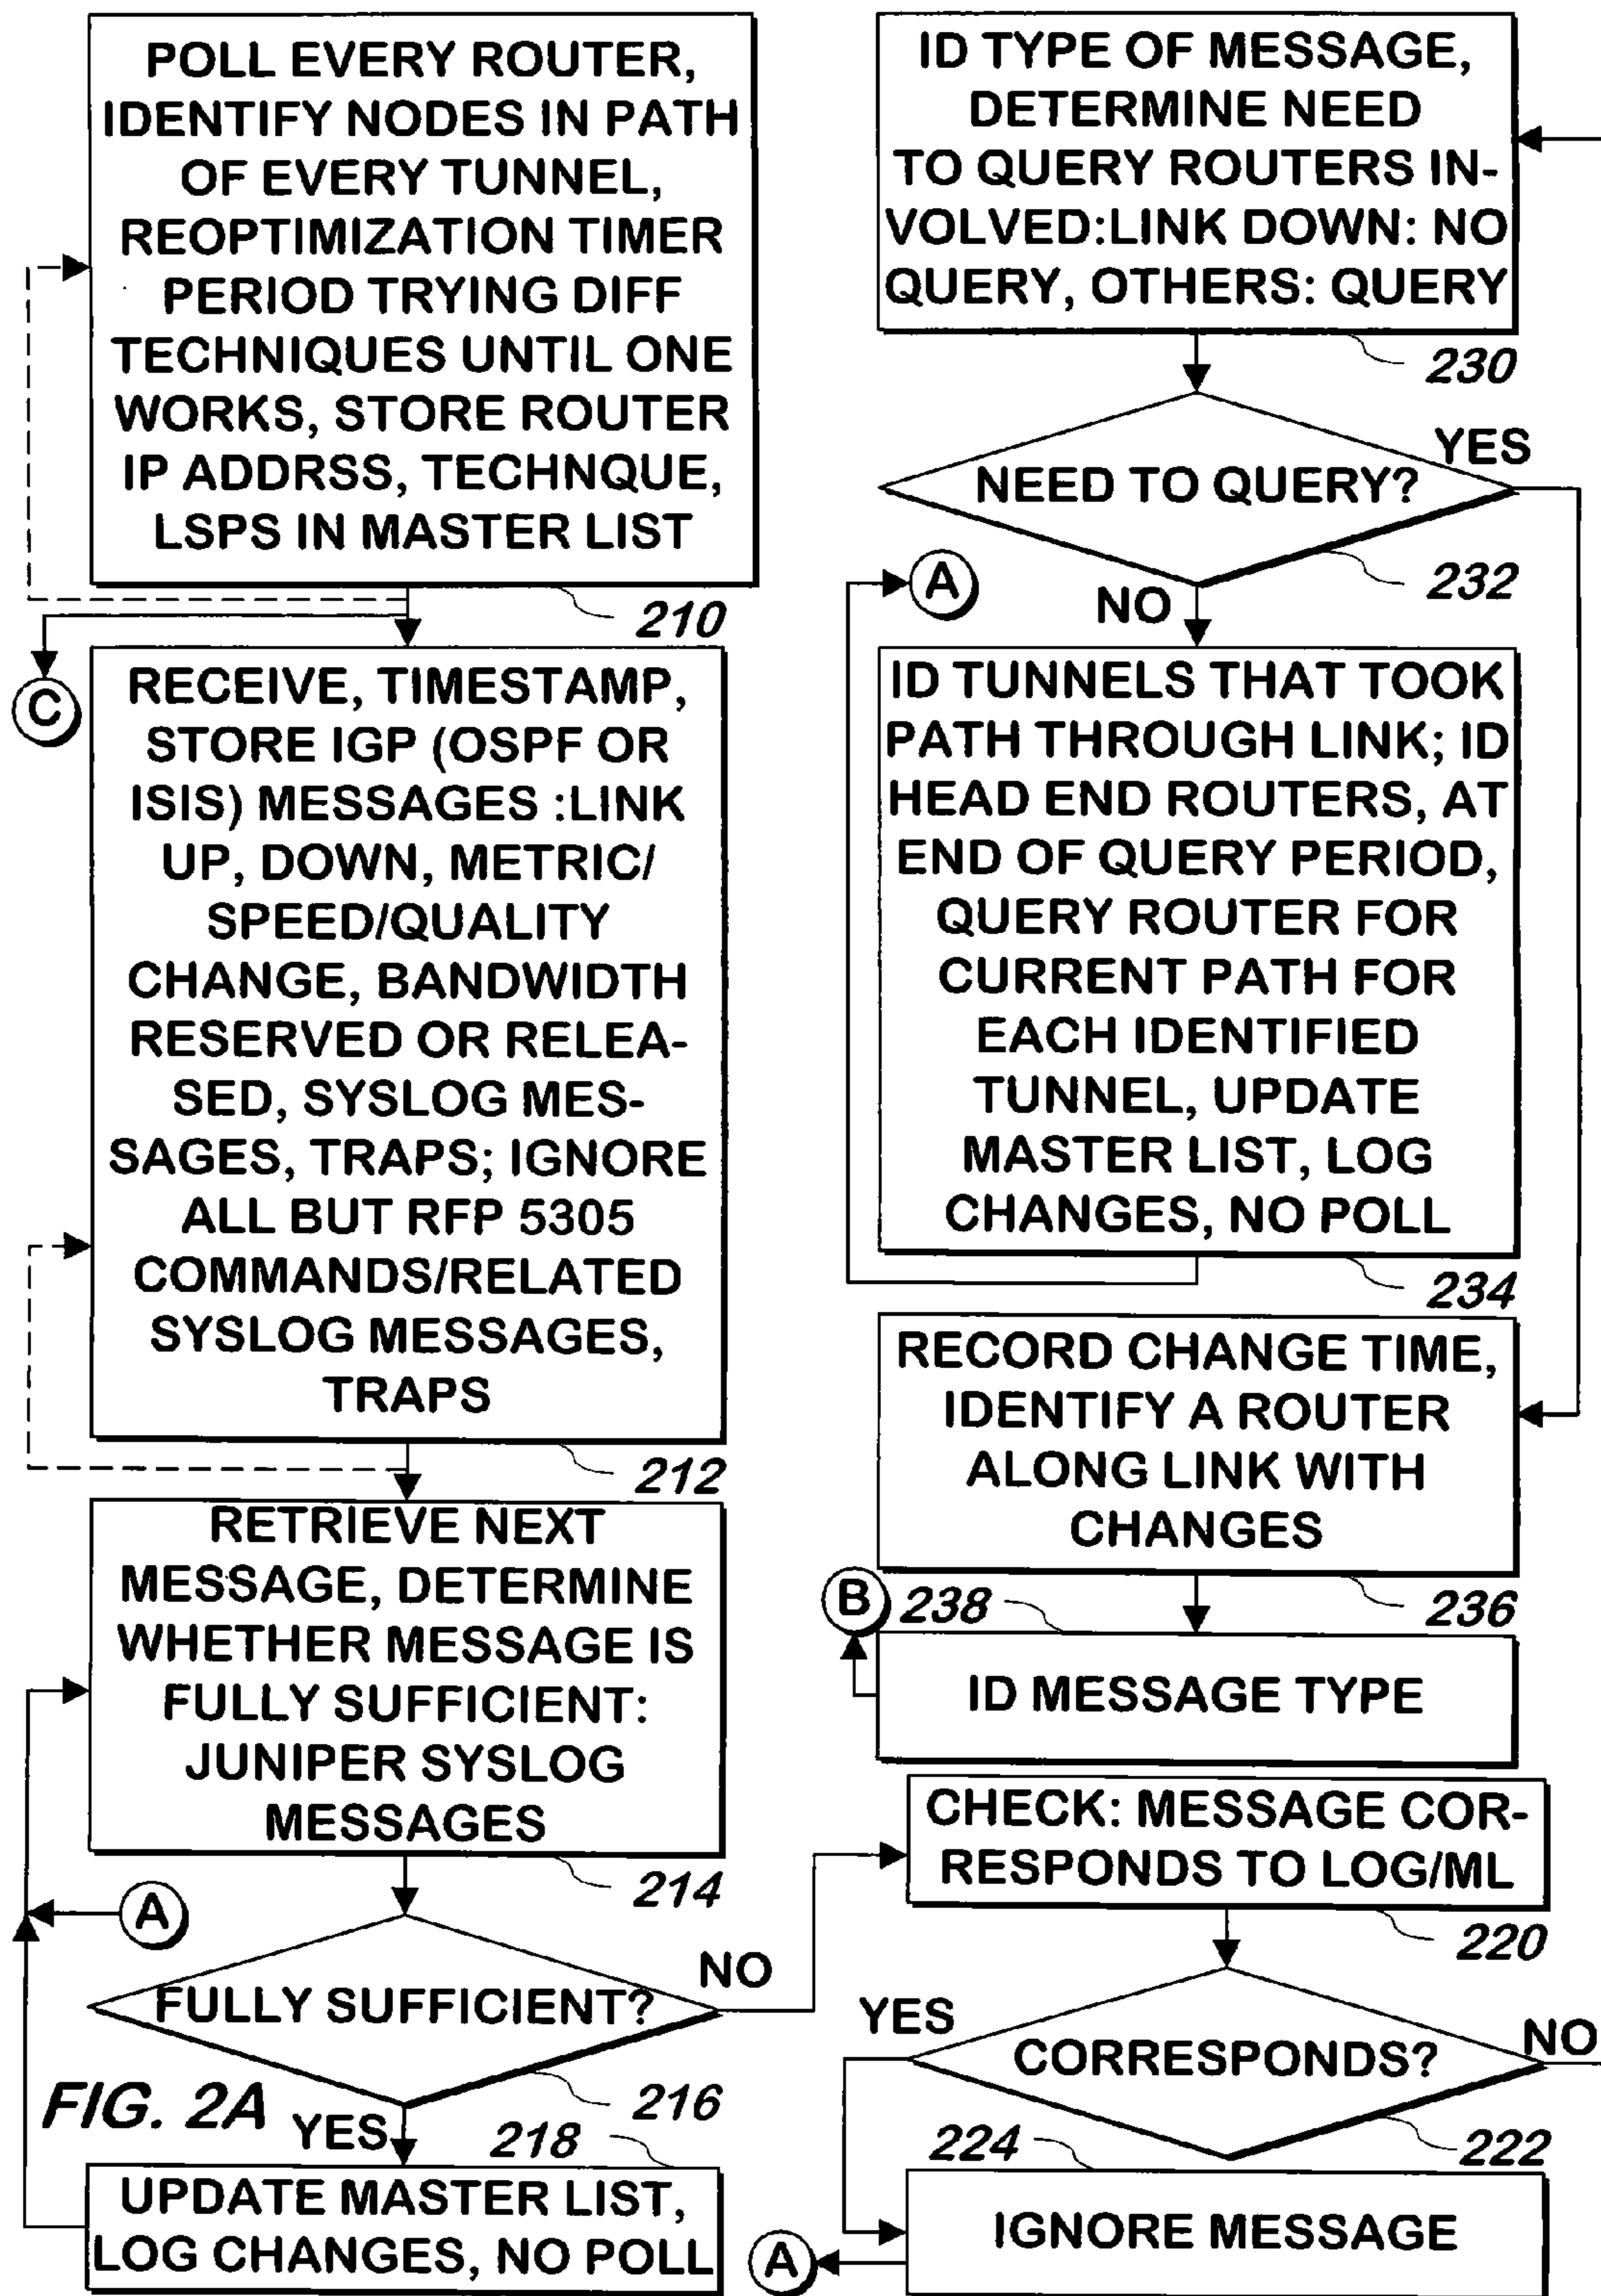 POLL EVERY ROUTER,
IDENTIFY NODES IN PATH
OF EVERY TUNNEL,
REOPTIMIZATION TIMER
PERIOD TRYING DIFF
TECHNIQUES UNTIL ONE
WORKS, STORE ROUTER
IP ADDRSS, TECHNQUE,
LSPS IN MASTER LIST
210
C
RECEIVE, TIMESTAMP,
STORE IGP (OSPF OR
ISIS) MESSAGES :LINK
UP, DOWN, METRIC/
SPEED/QUALITY
CHANGE, BANDWIDTH
RESERVED OR RELEA-
SED, SYSLOG MES-
SAGES, TRAPS; IGNORE
ALL BUT RFP 5305
COMMANDS/RELATED
SYSLOG MESSAGES,
TRAPS
212
RETRIEVE NEXT
MESSAGE, DETERMINE
WHETHER MESSAGE IS
FULLY SUFFICIENT:
JUNIPER SYSLOG
MESSAGES
214
A
FULLY SUFFICIENT?
NO
216
YES
FIG. 2A
218
UPDATE MASTER LIST,
LOG CHANGES, NO POLL
ID TYPE OF MESSAGE,
DETERMINE NEED
TO QUERY ROUTERS IN-
VOLVED:LINK DOWN: NO
QUERY, OTHERS: QUERY
230
NEED TO QUERY?
YES
232
A
NO
ID TUNNELS THAT TOOK
PATH THROUGH LINK; ID
HEAD END ROUTERS, AT
END OF QUERY PERIOD,
QUERY ROUTER FOR
CURRENT PATH FOR
EACH IDENTIFIED
TUNNEL, UPDATE
MASTER LIST, LOG
CHANGES, NO POLL
234
RECORD CHANGE TIME,
IDENTIFY A ROUTER
ALONG LINK WITH
CHANGES
236
B
238
ID MESSAGE TYPE
CHECK: MESSAGE COR-
RESPONDS TO LOG/ML
220
CORRESPONDS?
YES
NO
222
224
IGNORE MESSAGE
A